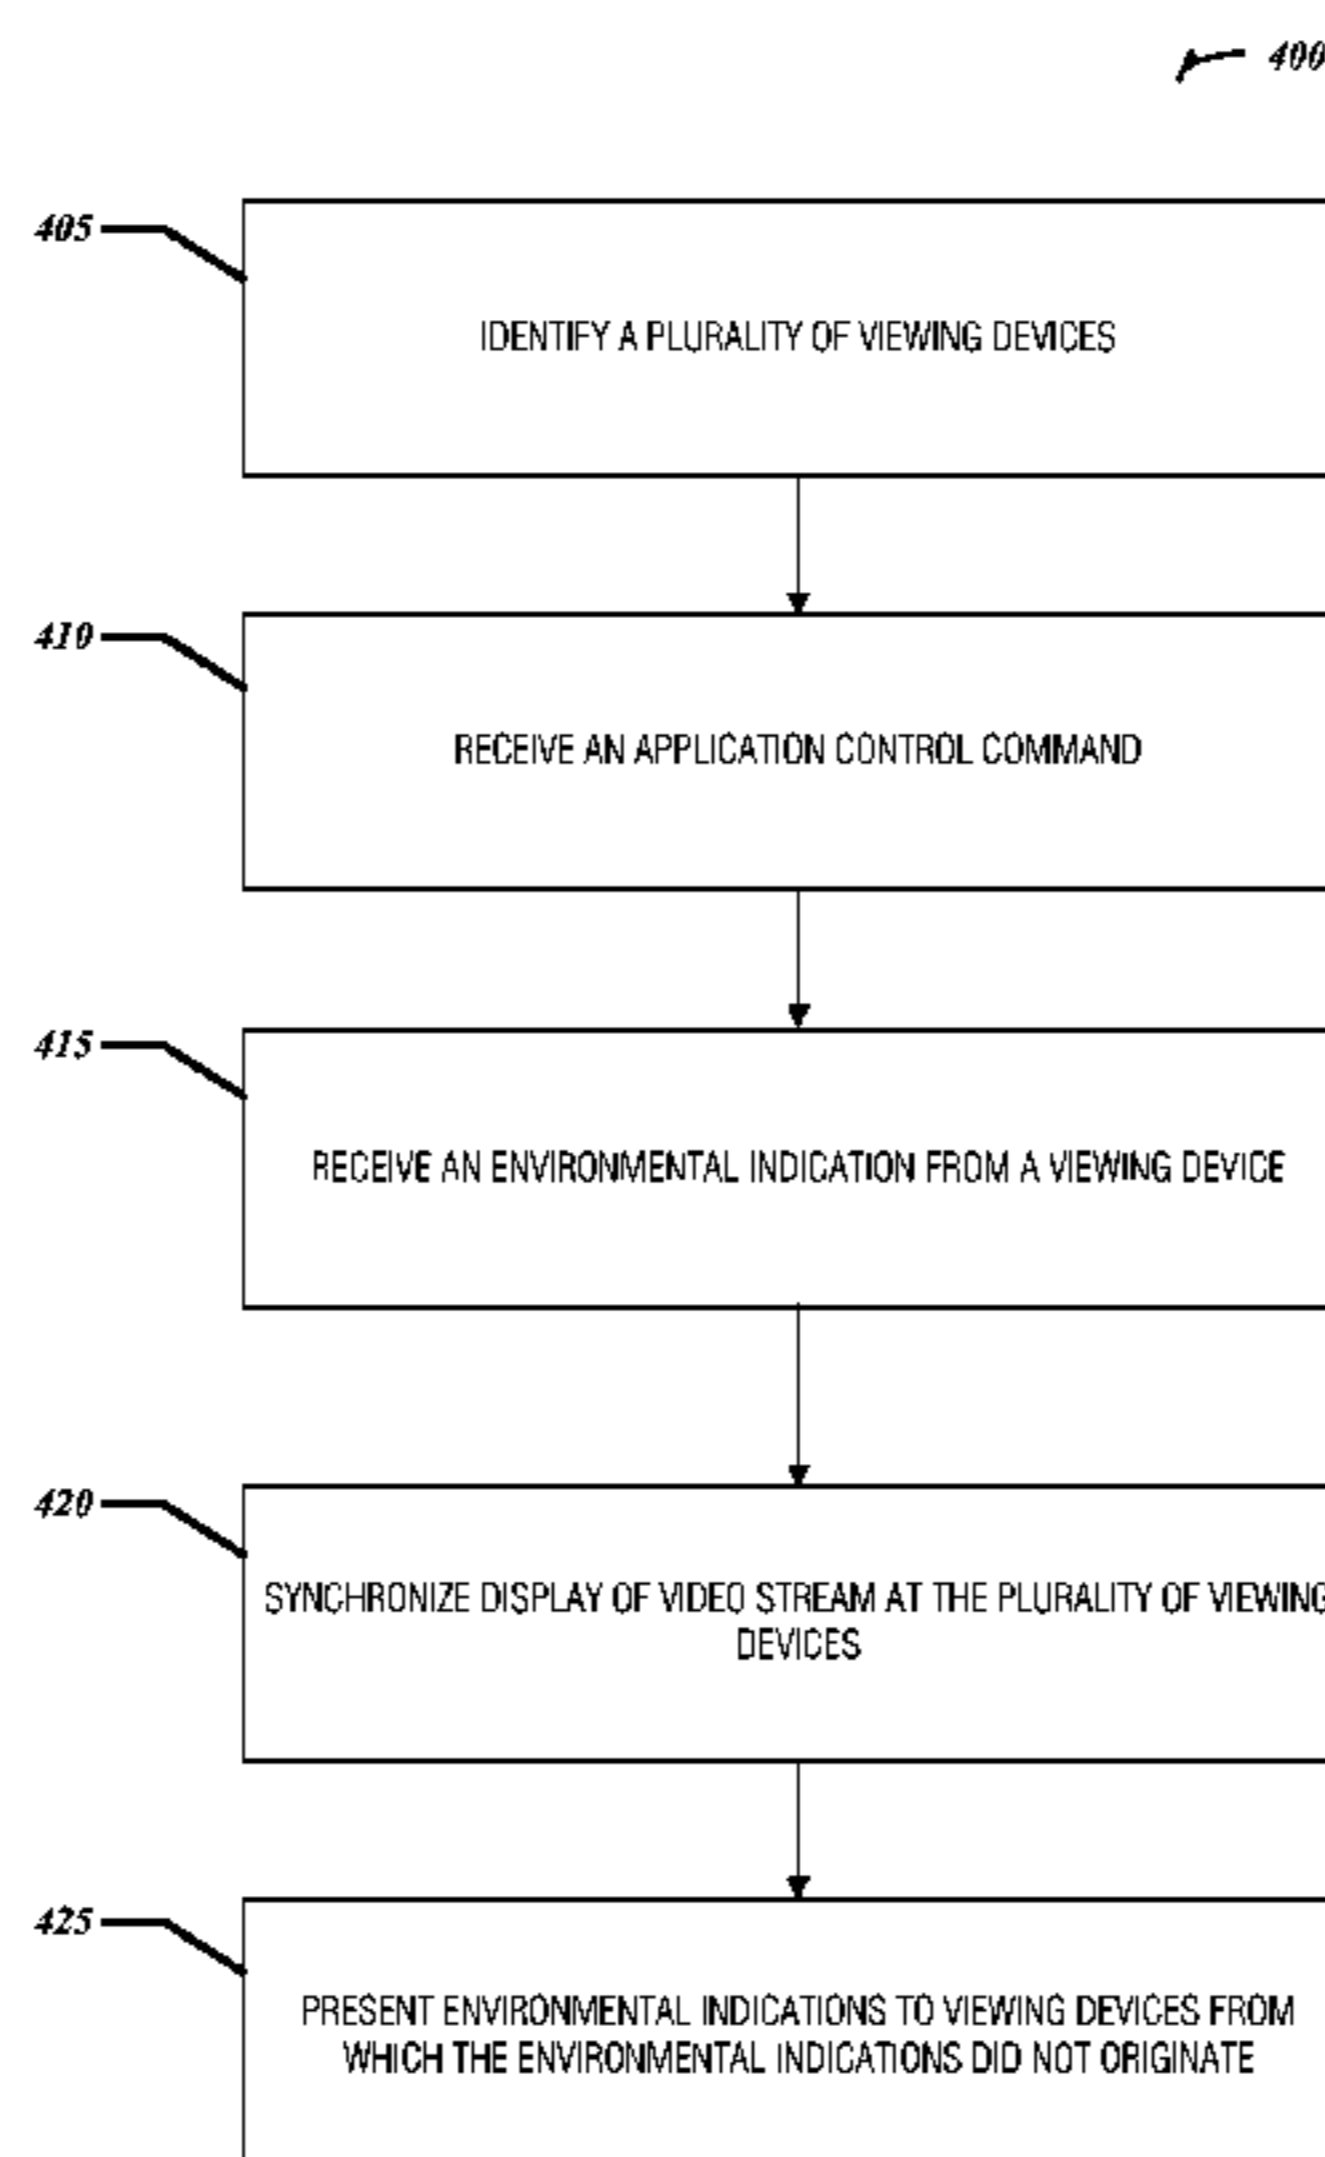 400
405
IDENTIFY A PLURALITY OF VIEWING DEVICES
410
RECEIVE AN APPLICATION CONTROL COMMAND
415
RECEIVE AN ENVIRONMENTAL INDICATION FROM A VIEWING DEVICE
420
SYNCHRONIZE DISPLAY OF VIDEO STREAM AT THE PLURALITY OF VIEWING
DEVICES
425
PRESENT ENVIRONMENTAL INDICATIONS TO VIEWING DEVICES FROM
WHICH THE ENVIRONMENTAL INDICATIONS DID NOT ORIGINATE